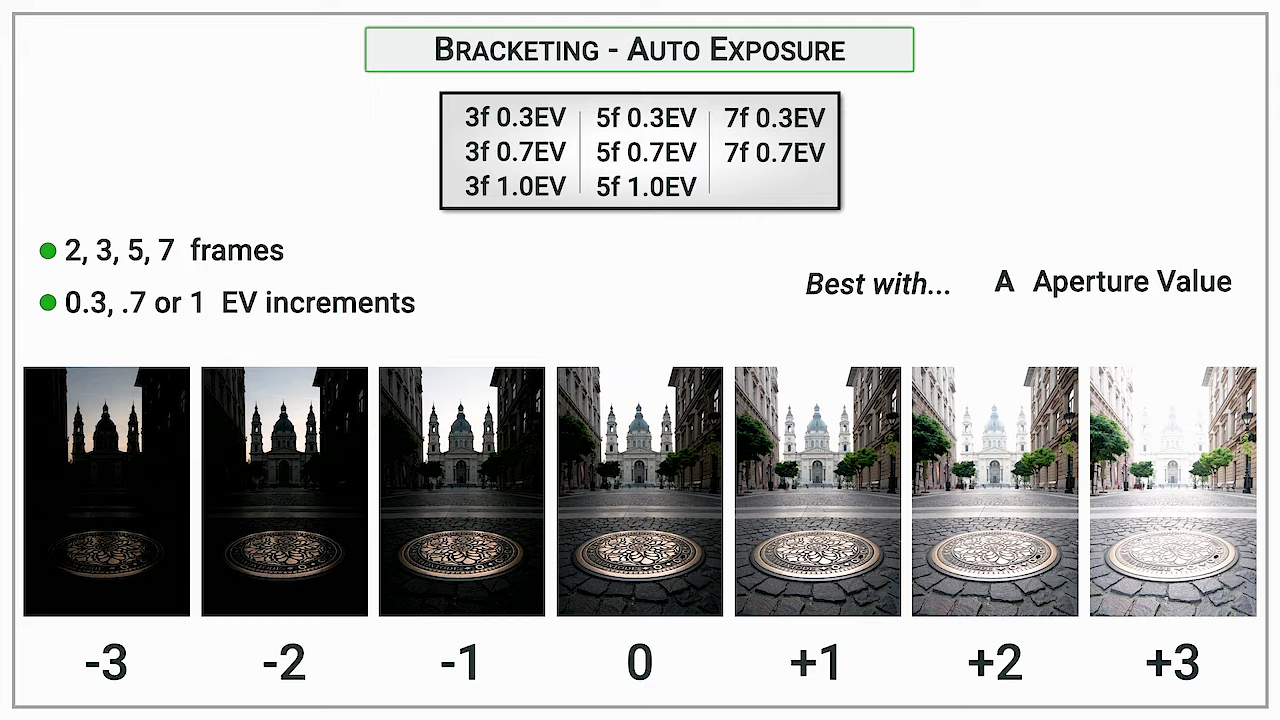 BRACKETING - AUTO EXPOSURE
3f 0.3EV 5f 0.3EV 7f 0.3EV
3f 0.7EV 5f 0.7EV 7f 0.7EV
3f 1.0EV 5f 1.0EV
2, 3, 5, 7 frames
0.3, .7 or 1 EV increments
Best with... A Aperture Value
-3 -2 -1 0 +1 +2 +3